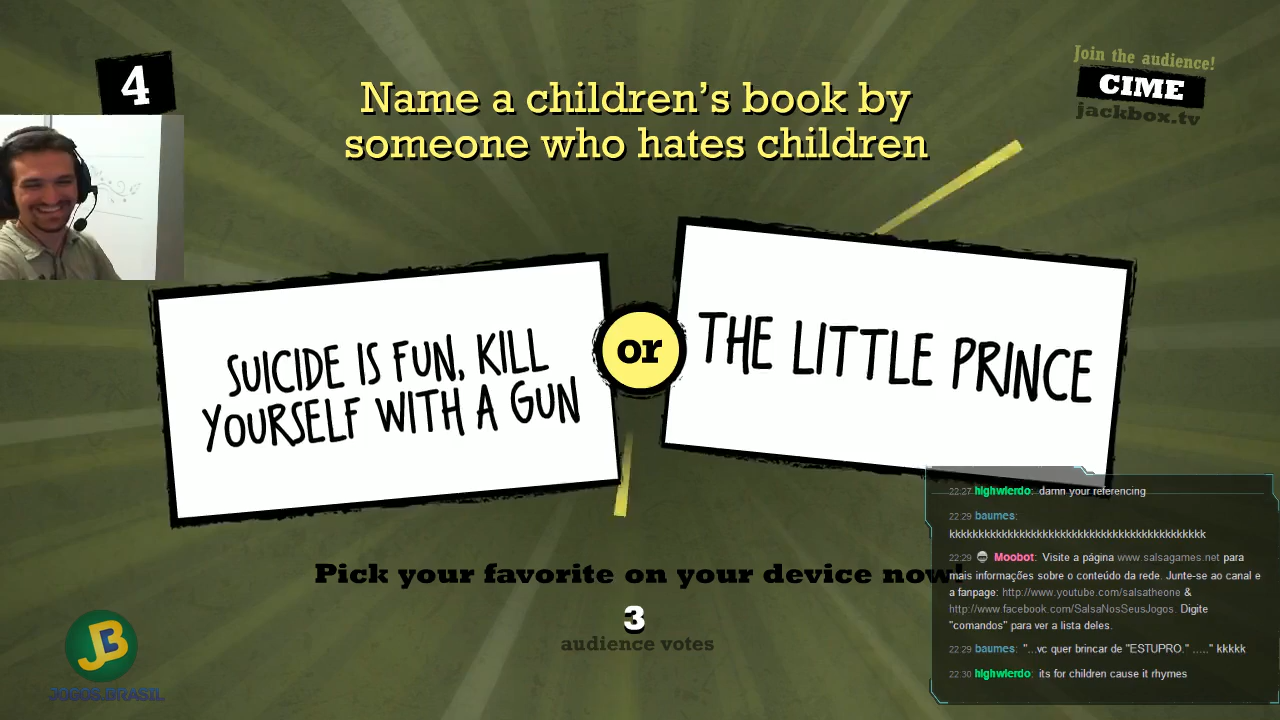 4
Join the audience!
CIME
jackbox.tv
Name a children's book by
someone who hates children
SUICIDE IS FUN, KILL
YOURSELF WITH A GUN
or
THE LITTLE PRINCE
Pick your favorite on your device now!
3
audience votes
JB
JOGOS.BRASIL
22:27 highwierdo: damn your referencing
22:29 baumes:
kkkkkkkkkkkkkkkkkkkkkkkkkkkkkkkkkkkkkkkkkkkk
22:29 Moobot: Visite a página www.salsagames.net para
mais informações sobre o conteúdo da rede. Junte-se ao canal e
a fanpage: http://www.youtube.com/salsatheone &
http://www.facebook.com/SalsaNosSeusJogos. Digite
"comandos" para ver a lista deles.
22:29 baumes: "...vc quer brincar de "ESTUPRO." ....." kkkkk
22:30 highwierdo: its for children cause it rhymes